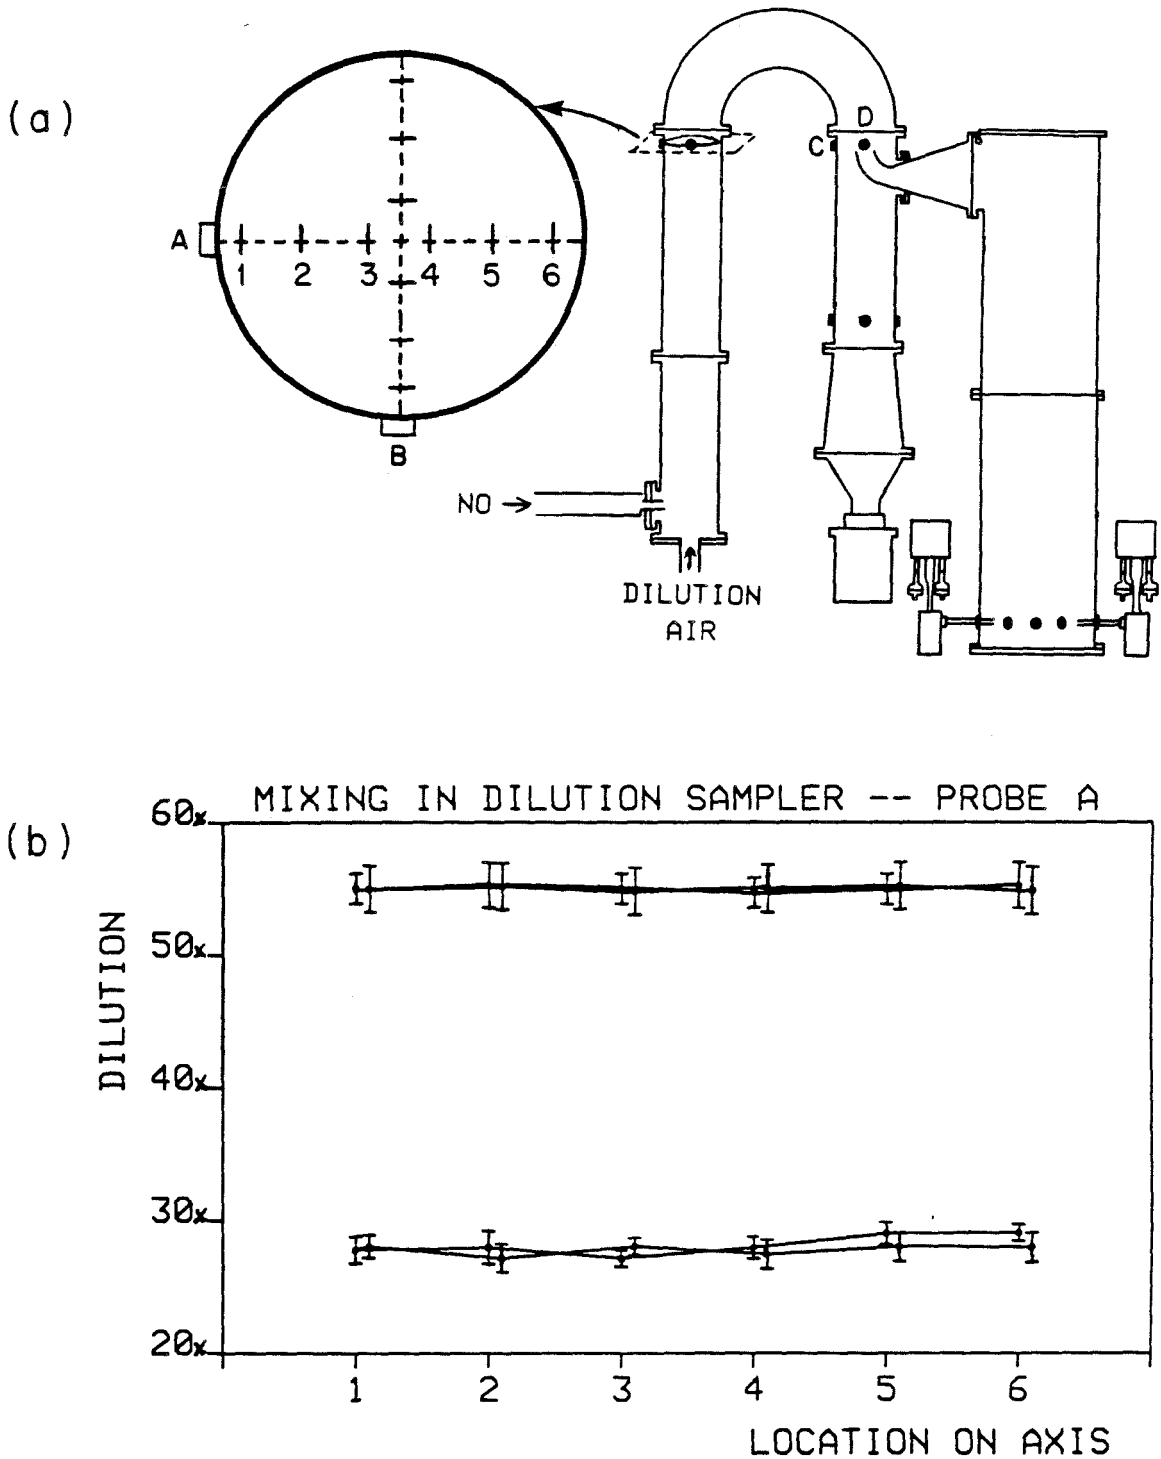 (a)
A
1 2 3 4 5 6
B
C
D
NO
DILUTION
AIR
(b)
MIXING IN DILUTION SAMPLER -- PROBE A
60x
50x
40x
30x
20x
DILUTION
1 2 3 4 5 6
LOCATION ON AXIS